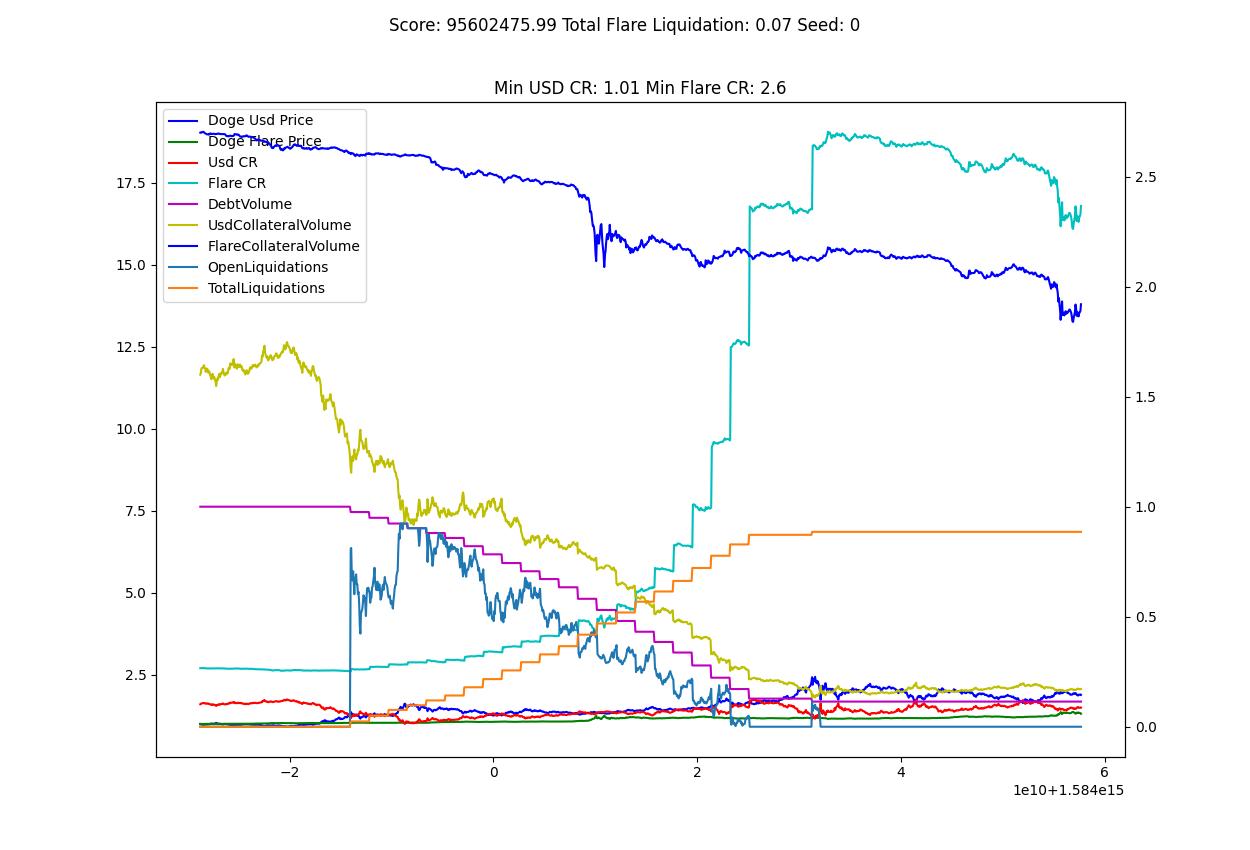 Score: 95602475.99 Total Flare Liquidation: 0.07 Seed: 0
Min USD CR: 1.01 Min Flare CR: 2.6
Doge Usd Price
Doge Flare Price
Usd CR
Flare CR
DebtVolume
UsdCollateralVolume
FlareCollateralVolume
OpenLiquidations
TotalLiquidations
17.5
15.0
12.5
10.0
7.5
5.0
2.5
2.5
2.0
1.5
1.0
0.5
0.0
−2
0
2
4
6
1e10+1.584e15